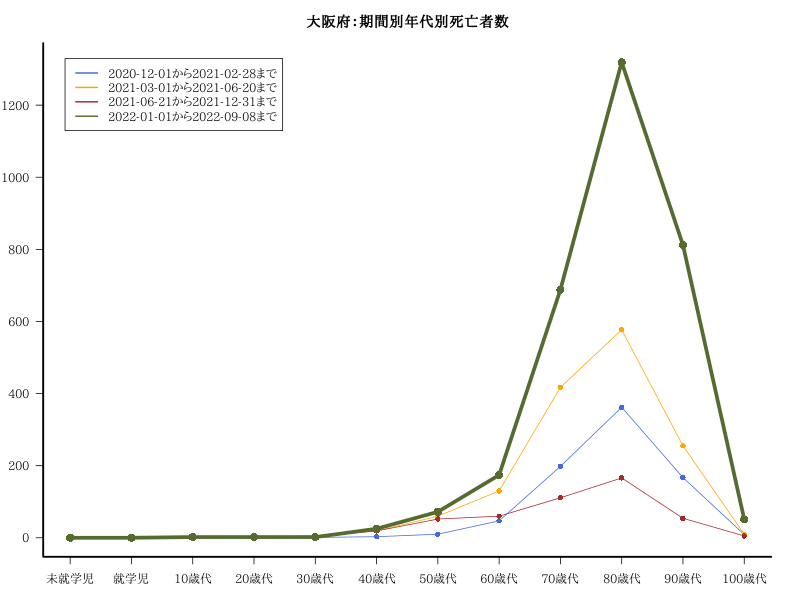 大阪府：期間別年代別死亡者数
2020-12-01から2021-02-28まで
2021-03-01から2021-06-20まで
2021-06-21から2021-12-31まで
2022-01-01から2022-09-08まで
1200
1000
800
600
400
200
0
未就学児 就学児 10歳代 20歳代 30歳代 40歳代 50歳代 60歳代 70歳代 80歳代 90歳代 100歳代